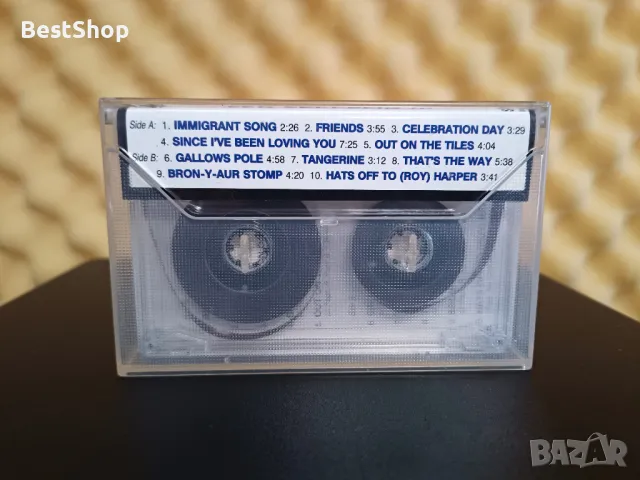 BestShop
Side A: 1. IMMIGRANT SONG 2:26 2. FRIENDS 3:55 3. CELEBRATION DAY 3:29
4. SINCE I'VE BEEN LOVING YOU 7:25 5. OUT ON THE TILES 4:04
Side B: 6. GALLOWS POLE 4:58 7. TANGERINE 3:12 8. THAT'S THE WAY 5:38
9. BRON-Y-AUR STOMP 4:20 10. HATS OFF TO (ROY) HARPER 3:41
BAZAR